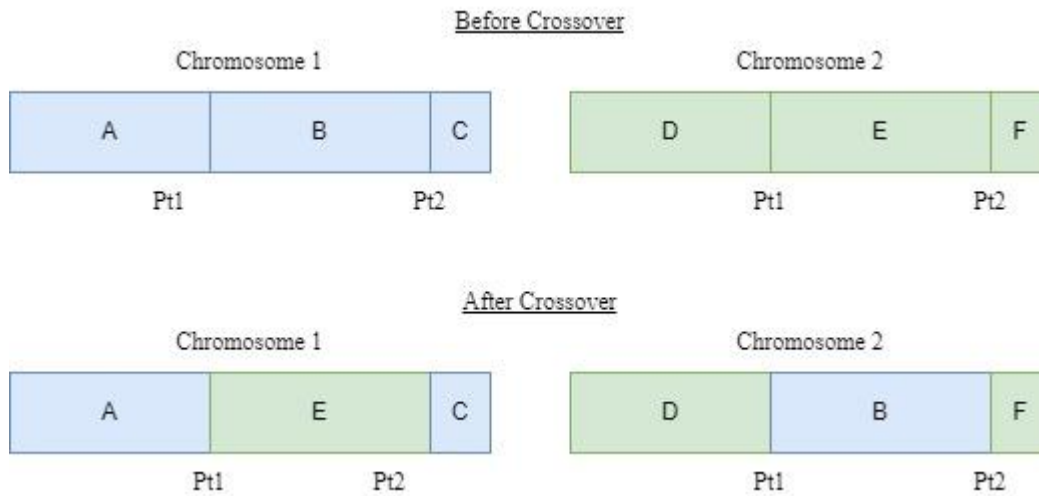 Before Crossover
Chromosome 1 Chromosome 2
A B C D E F
Pt1 Pt2 Pt1 Pt2
After Crossover
Chromosome 1 Chromosome 2
A E C D B F
Pt1 Pt2 Pt1 Pt2